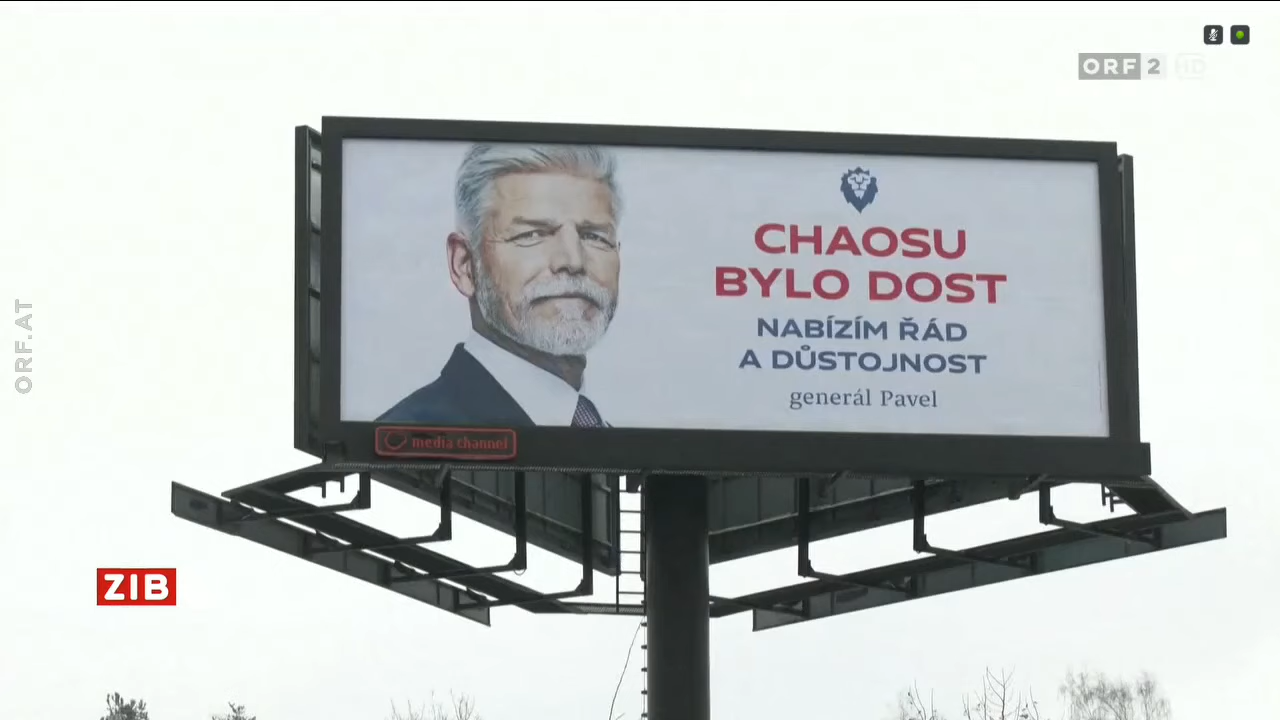 ORF 2 HD
CHAOSU
BYLO DOST
NABÍZÍM ŘÁD
A DŮSTOJNOST
generál Pavel
media channel
ORF.AT
ZIB